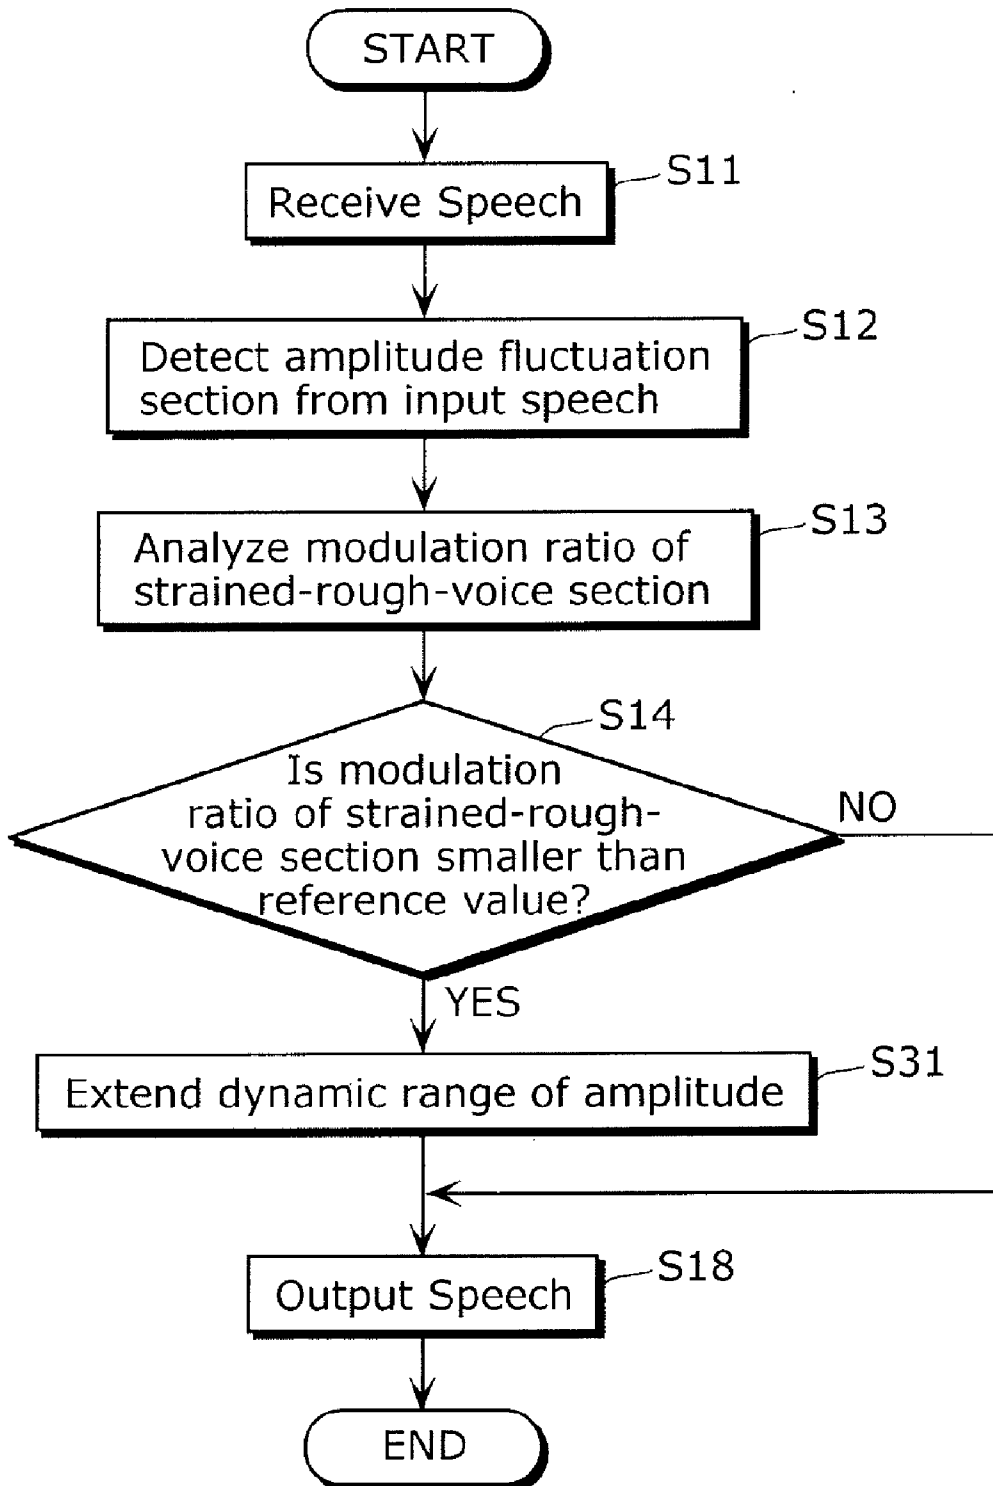 START
S11
Receive Speech
S12
Detect amplitude fluctuation
section from input speech
S13
Analyze modulation ratio of
strained-rough-voice section
S14
Is modulation
ratio of strained-rough-
voice section smaller than
reference value?
NO
YES
S31
Extend dynamic range of amplitude
S18
Output Speech
END